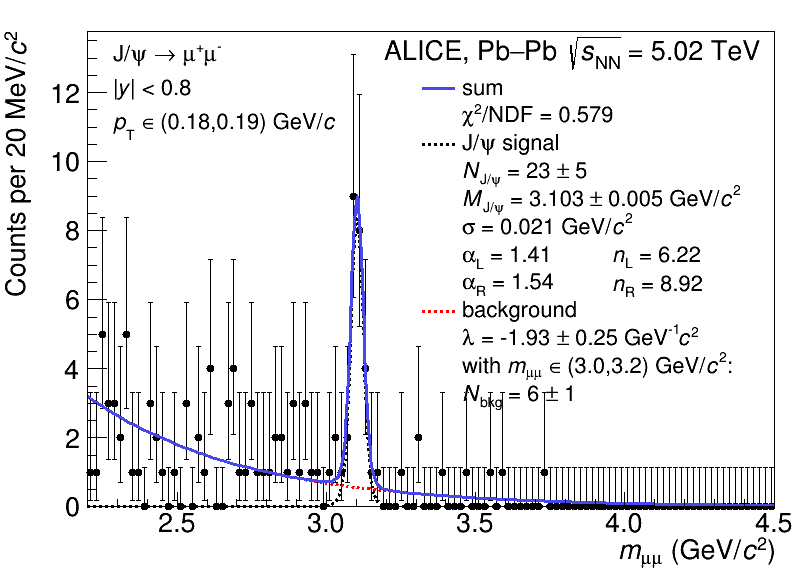 J/ψ → μ⁺μ⁻
|y| < 0.8
p_T ∈ (0.18,0.19) GeV/c
ALICE, Pb–Pb √s_NN = 5.02 TeV
sum
χ²/NDF = 0.579
J/ψ signal
N_J/ψ = 23 ± 5
M_J/ψ = 3.103 ± 0.005 GeV/c²
σ = 0.021 GeV/c²
α_L = 1.41 n_L = 6.22
α_R = 1.54 n_R = 8.92
background
λ = -1.93 ± 0.25 GeV⁻¹c²
with m_μμ ∈ (3.0,3.2) GeV/c²:
N_bkg = 6 ± 1
Counts per 20 MeV/c²
12
10
8
6
4
2
0
2.5 3.0 3.5 4.0 4.5
m_μμ (GeV/c²)